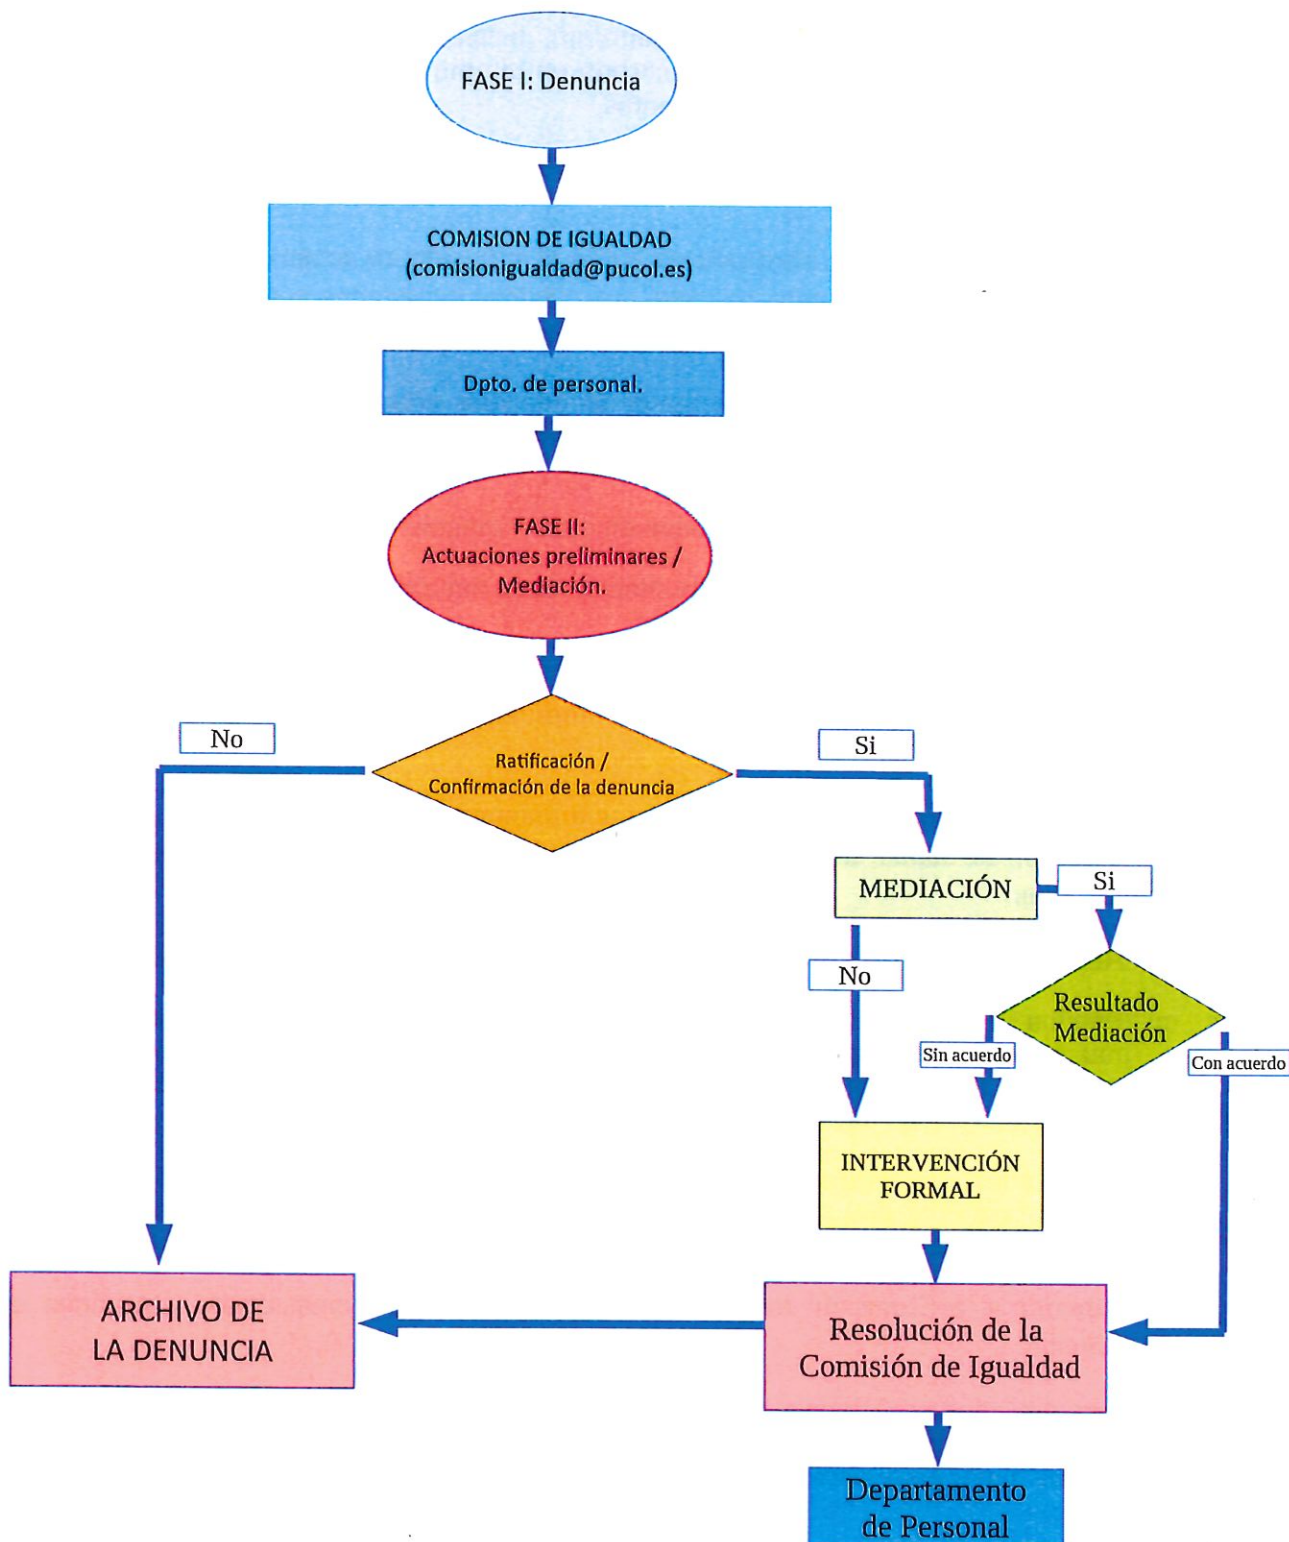 FASE I: Denuncia
COMISION DE IGUALDAD
(comisionigualdad@pucol.es)
Dpto. de personal.
FASE II:
Actuaciones preliminares /
Mediación.
No
Si
Ratificación /
Confirmación de la denuncia
MEDIACIÓN
Si
No
Resultado
Mediación
Sin acuerdo
Con acuerdo
INTERVENCIÓN
FORMAL
ARCHIVO DE
LA DENUNCIA
Resolución de la
Comisión de Igualdad
Departamento
de Personal